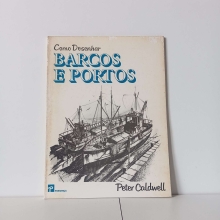 Como Desenhar
BARCOS
E PORTOS
Peter Caldwell